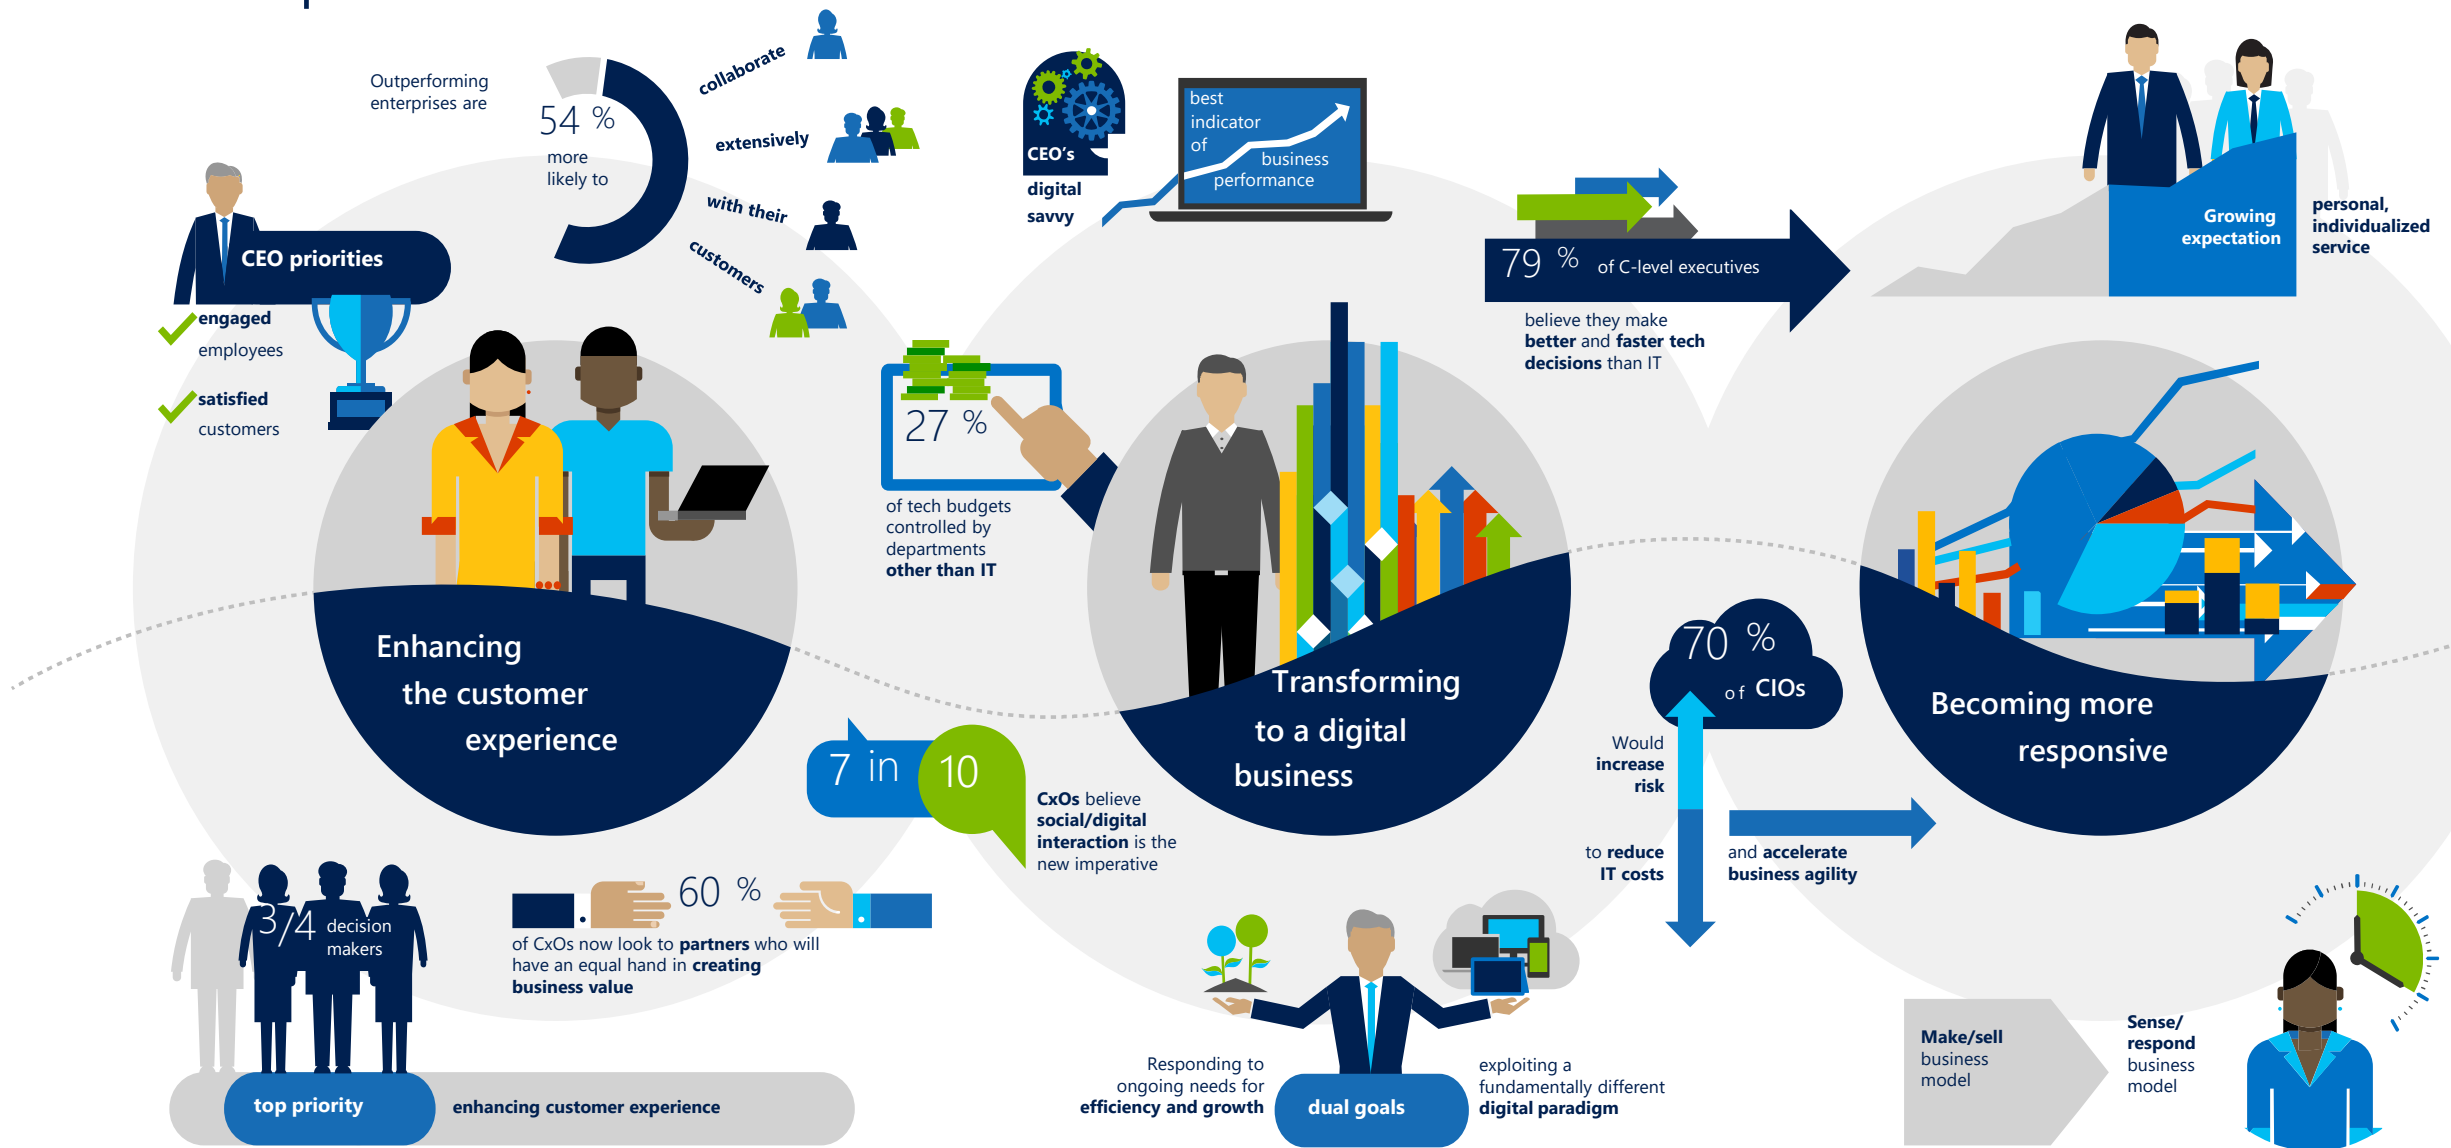 Outperforming
enterprises are
54 %
more
likely to
collaborate
extensively
with their
customers
CEO priorities
engaged
employees
satisfied
customers
Enhancing
the customer
experience
3/4 decision
makers
top priority
enhancing customer experience
60 %
of CxOs now look to partners who will
have an equal hand in creating
business value
CEO's
digital
savvy
best
indicator
of
business
performance
27 %
of tech budgets
controlled by
departments
other than IT
7 in 10
CxOs believe
social/digital
interaction is the
new imperative
Transforming
to a digital
business
Responding to
ongoing needs for
efficiency and growth
dual goals
exploiting a
fundamentally different
digital paradigm
79 % of C-level executives
believe they make
better and faster tech
decisions than IT
70 %
of CIOs
Would
increase
risk
to reduce
IT costs
and accelerate
business agility
Growing
expectation
personal,
individualized
service
Becoming more
responsive
Make/sell
business
model
Sense/
respond
business
model